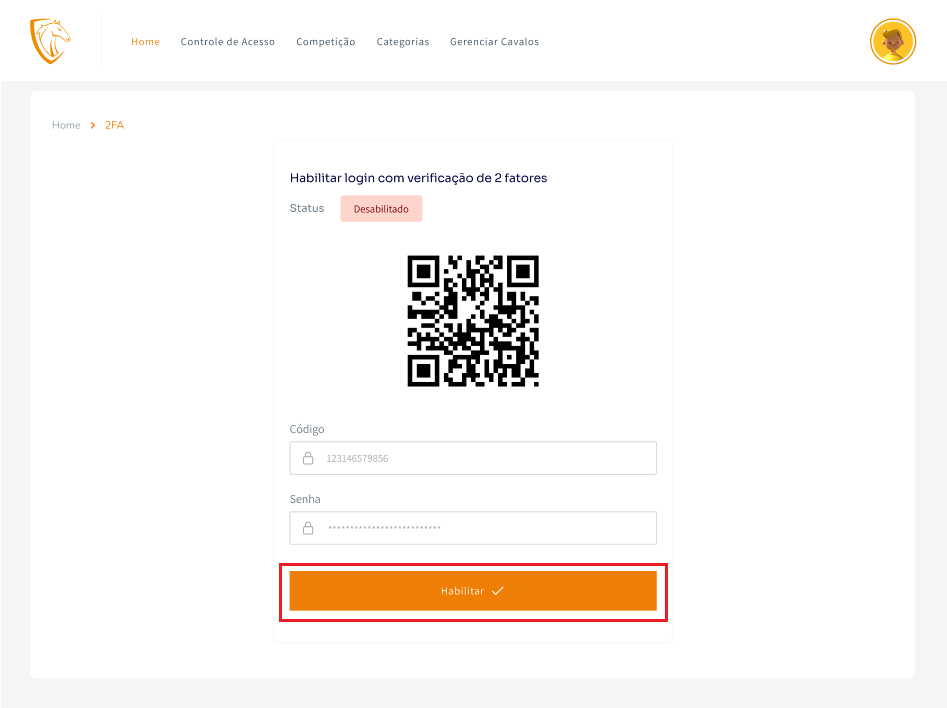 Home Controle de Acesso Competição Categorias Gerenciar Cavalos
Home > 2FA
Habilitar login com verificação de 2 fatores
Status Desabilitado
Código
123146579856
Senha
**************************
Habilitar